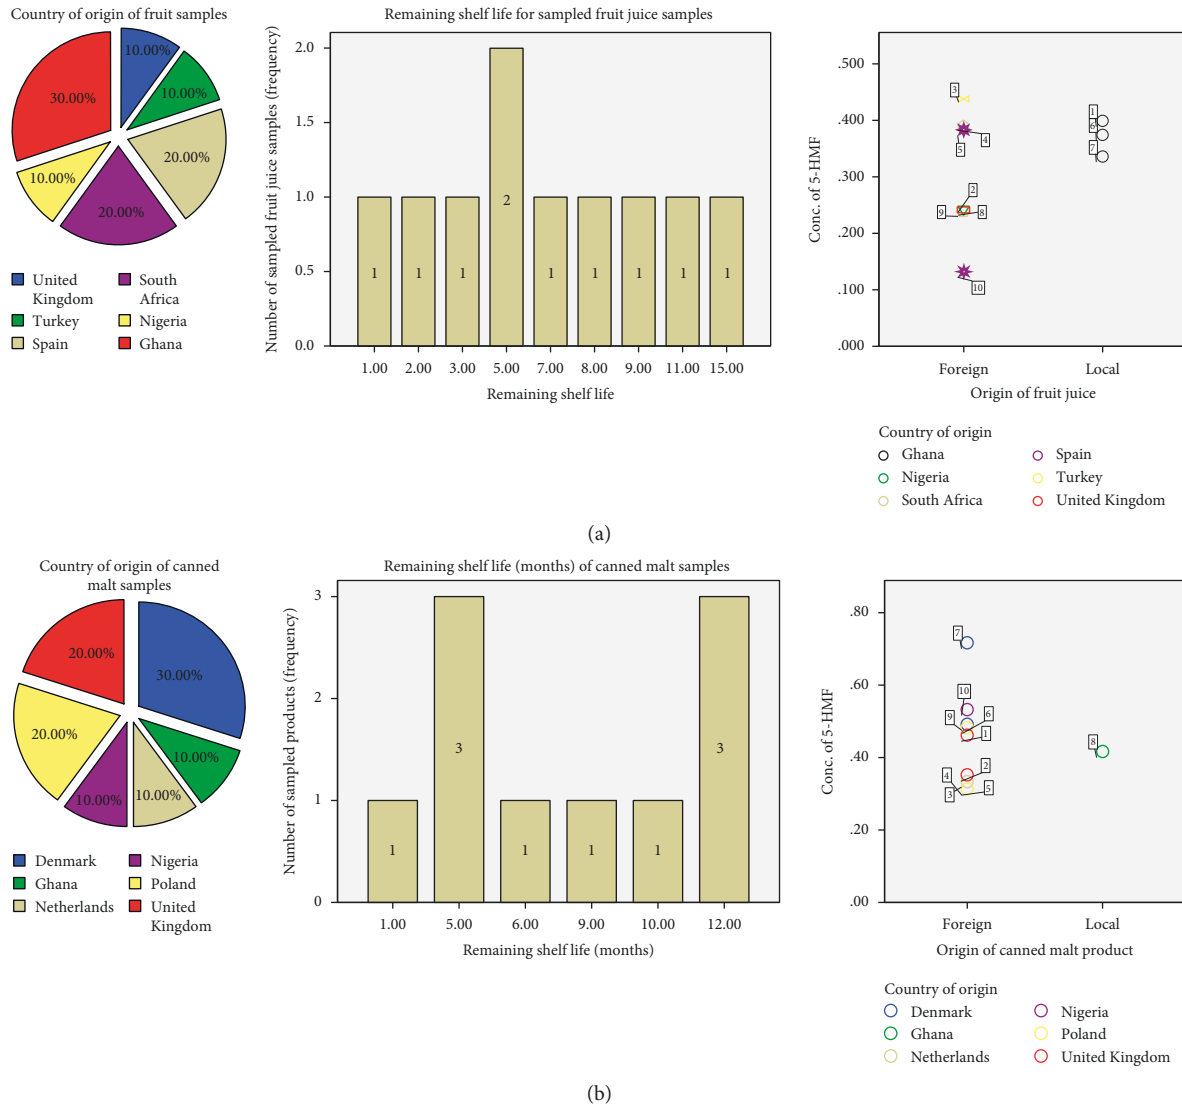 Country of origin of fruit samples
10.00%
10.00%
20.00%
20.00%
10.00%
30.00%
United
Kingdom
Turkey
Spain
South
Africa
Nigeria
Ghana
Remaining shelf life for sampled fruit juice samples
Number of sampled fruit juice samples (frequency)
2.0
1.5
1.0
0.5
0.0
1
1
1
2
1
1
1
1
1.00 2.00 3.00 5.00 7.00 8.00 9.00 11.00 15.00
Remaining shelf life
Conc. of 5-HMF
.500
.400
.300
.200
.100
.000
3
5
4
2
9
8
10
1
6
7
Foreign Local
Origin of fruit juice
Country of origin
Ghana
Nigeria
South Africa
Spain
Turkey
United Kingdom
(a)
Country of origin of canned
malt samples
30.00%
10.00%
10.00%
10.00%
20.00%
20.00%
Denmark
Ghana
Netherlands
Nigeria
Poland
United
Kingdom
Remaining shelf life (months) of canned malt samples
Number of sampled products (frequency)
3
2
1
0
1
3
1
1
1
3
1.00 5.00 6.00 9.00 10.00 12.00
Remaining shelf life (months)
Conc. of 5-HMF
.80
.60
.40
.20
.00
7
10
9
6
1
4
2
3
5
8
Foreign Local
Origin of canned malt product
Country of origin
Denmark
Ghana
Netherlands
Nigeria
Poland
United Kingdom
(b)